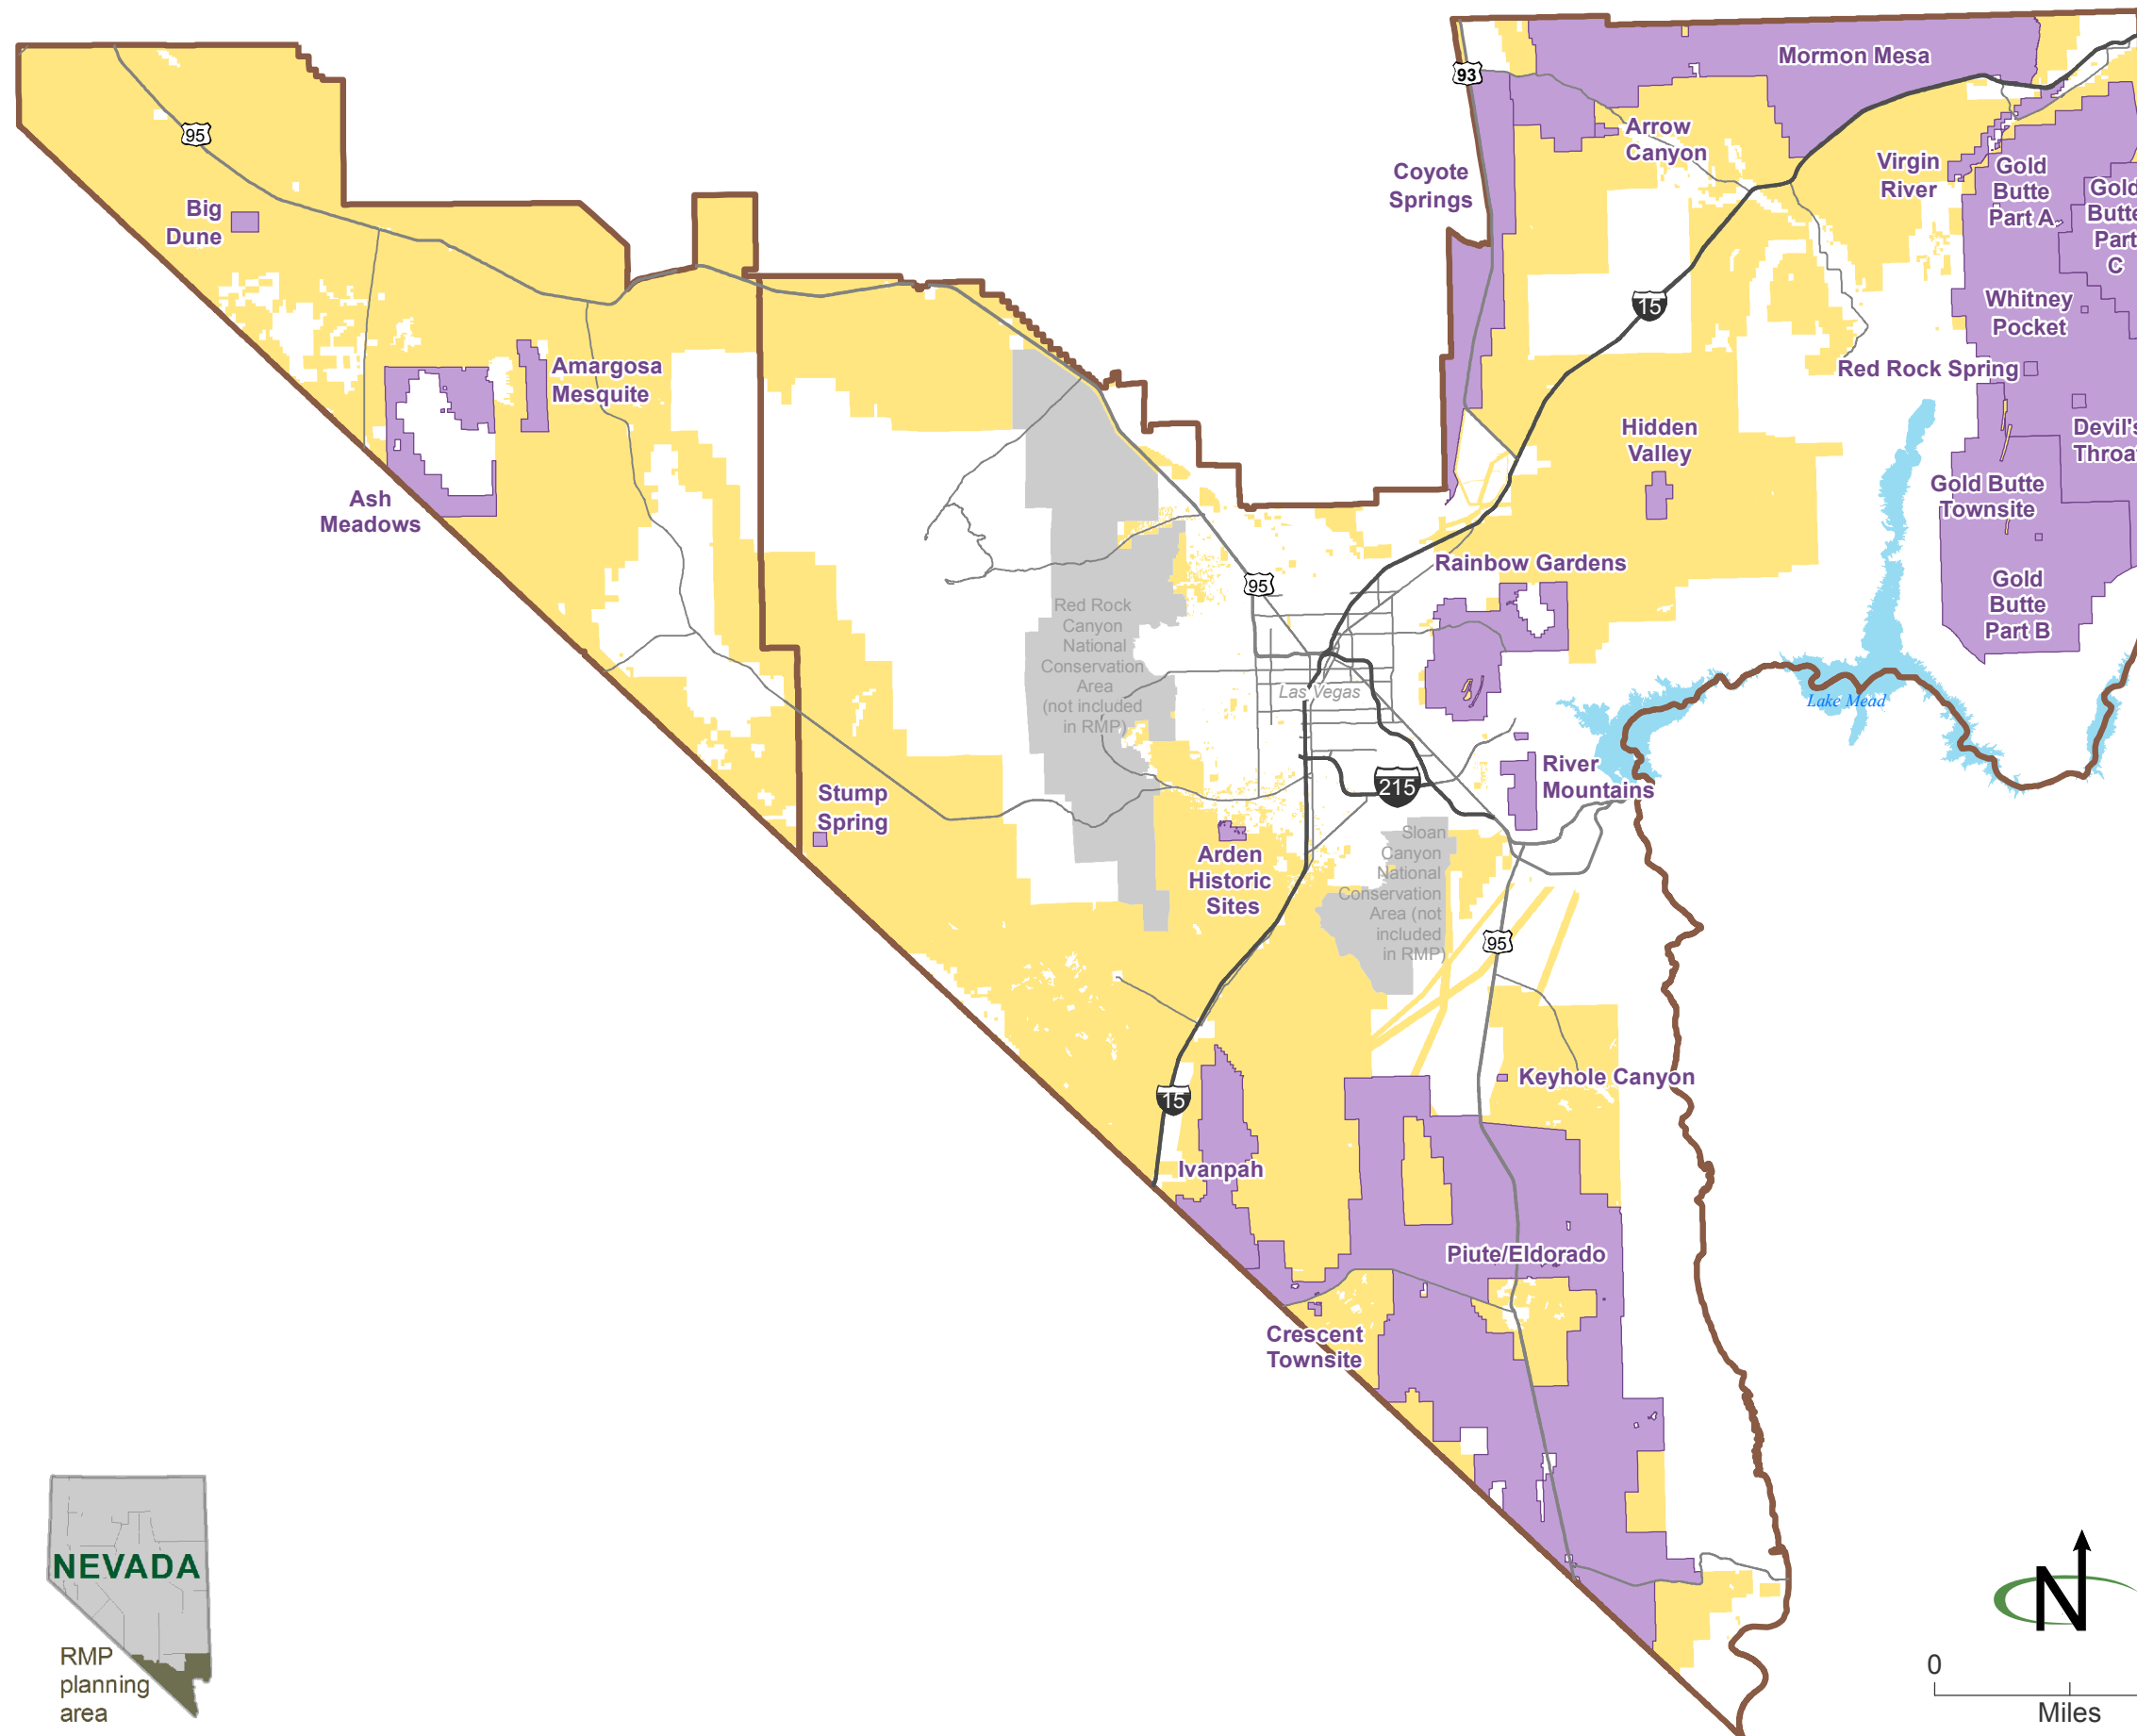 Mormon Mesa
93
Arrow
Canyon
95
Coyote
Springs
Virgin
River
Gold
Butte
Part A
Gold
Butte
Part
C
Big
Dune
Whitney
Pocket
15
Amargosa
Mesquite
Red Rock Spring
Hidden
Valley
Devil's
Ash
Meadows
Gold Butte
Townsite
Rainbow Gardens
95
Gold
Butte
Part B
Red Rock
Canyon
National
Conservation
Area
(not included
in RMP)
Las Vegas
Lake Mead
River
Mountains
215
Stump
Spring
Arden
Historic
Sites
Sloan
Canyon
National
Conservation
Area (not
included
in RMP)
95
Keyhole Canyon
15
Ivanpah
Piute/Eldorado
Crescent
Townsite
NEVADA
RMP
planning
area
N
0
Miles